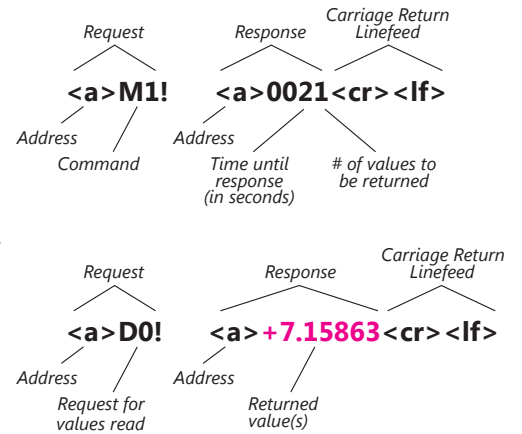 Carriage Return
Request Response Linefeed
<a>M1! <a>0021<cr><lf>
Address Address
Command Time until # of values to
response be returned
(in seconds)
Carriage Return
Request Response Linefeed
<a>D0! <a>+7.15863<cr><lf>
Address Address
Request for Returned
values read value(s)